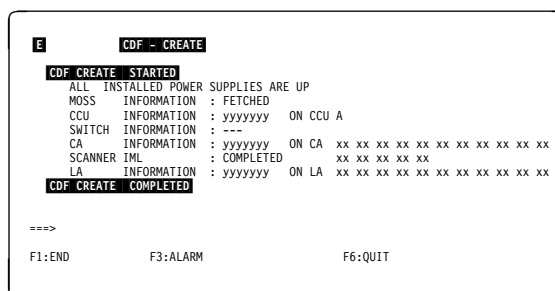 E CDF - CREATE
CDF CREATE STARTED
ALL INSTALLED POWER SUPPLIES ARE UP
MOSS INFORMATION : FETCHED
CCU INFORMATION : yyyyyyy ON CCU A
SWITCH INFORMATION : ---
CA INFORMATION : yyyyyyy ON CA xx xx xx xx xx xx xx xx xx xx xx
SCANNER IML : COMPLETED xx xx xx xx xx
LA INFORMATION : yyyyyyy ON LA xx xx xx xx xx xx xx xx xx xx xx
CDF CREATE COMPLETED
===>
F1:END F3:ALARM F6:QUIT